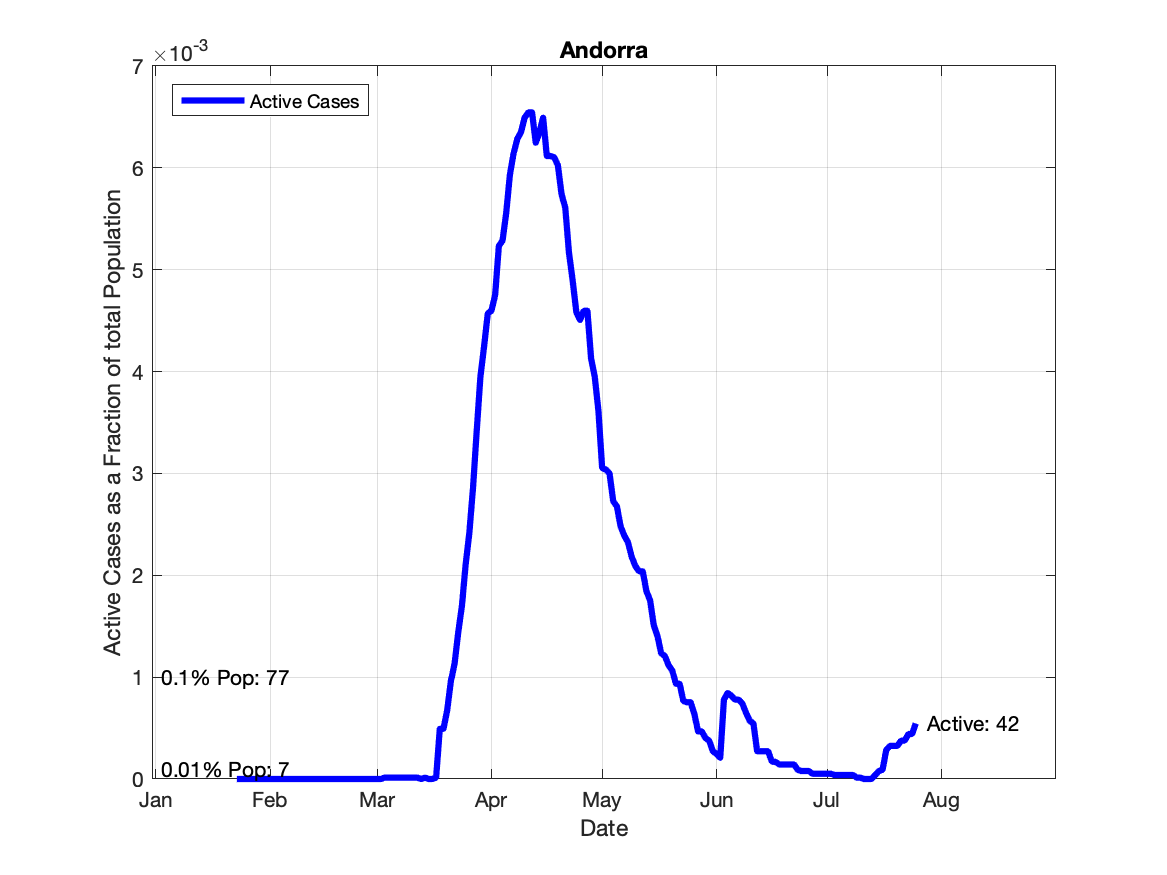 Andorra
×10-3
7
6
5
4
3
2
1
0
Active Cases as a Fraction of total Population
Active Cases
0.1% Pop: 77
0.01% Pop: 7
Active: 42
Jan Feb Mar Apr May Jun Jul Aug
Date